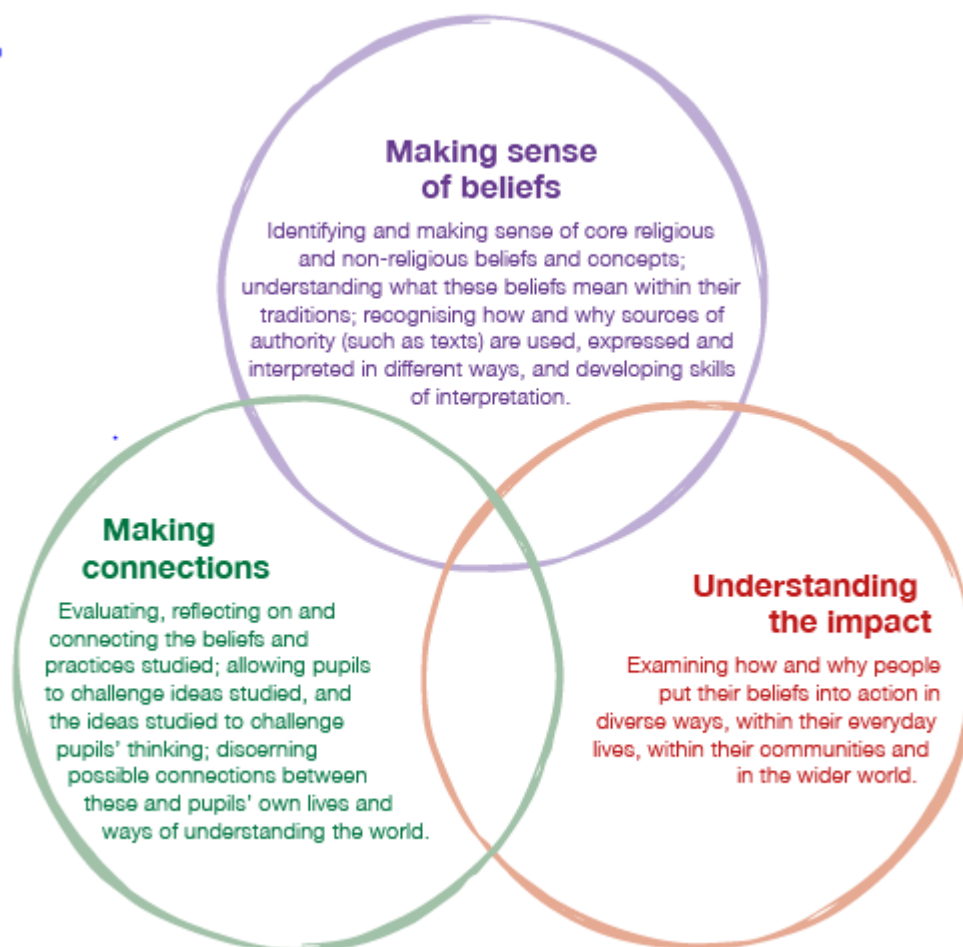 Making sense
of beliefs
Identifying and making sense of core religious
and non-religious beliefs and concepts;
understanding what these beliefs mean within their
traditions; recognising how and why sources of
authority (such as texts) are used, expressed and
interpreted in different ways, and developing skills
of interpretation.
Making
connections
Evaluating, reflecting on and
connecting the beliefs and
practices studied; allowing pupils
to challenge ideas studied, and
the ideas studied to challenge
pupils’ thinking; discerning
possible connections between
these and pupils’ own lives and
ways of understanding the world.
Understanding
the impact
Examining how and why people
put their beliefs into action in
diverse ways, within their everyday
lives, within their communities and
in the wider world.